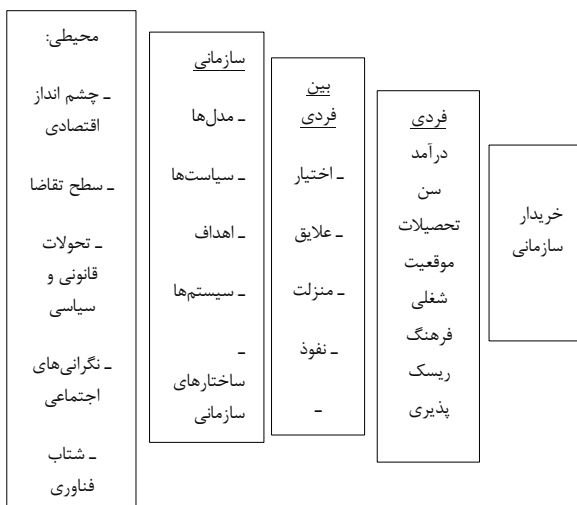 محیطی:
ـ چشم انداز
اقتصادی
ـ سطح تقاضا
ـ تحولات
قانونی و
سیاسی
ـ نگرانی‌های
اجتماعی
ـ شتاب
فناوری
سازمانی
ـ مدل‌ها
ـ سیاست‌ها
ـ اهداف
ـ سیستم‌ها
ـ
ساختارهای
سازمانی
بین
فردی
ـ اختیار
ـ علایق
ـ منزلت
ـ نفوذ
ـ
فردی
درآمد
سن
تحصیلات
موقعیت
شغلی
فرهنگ
ریسک
پذیری
خریدار
سازمانی